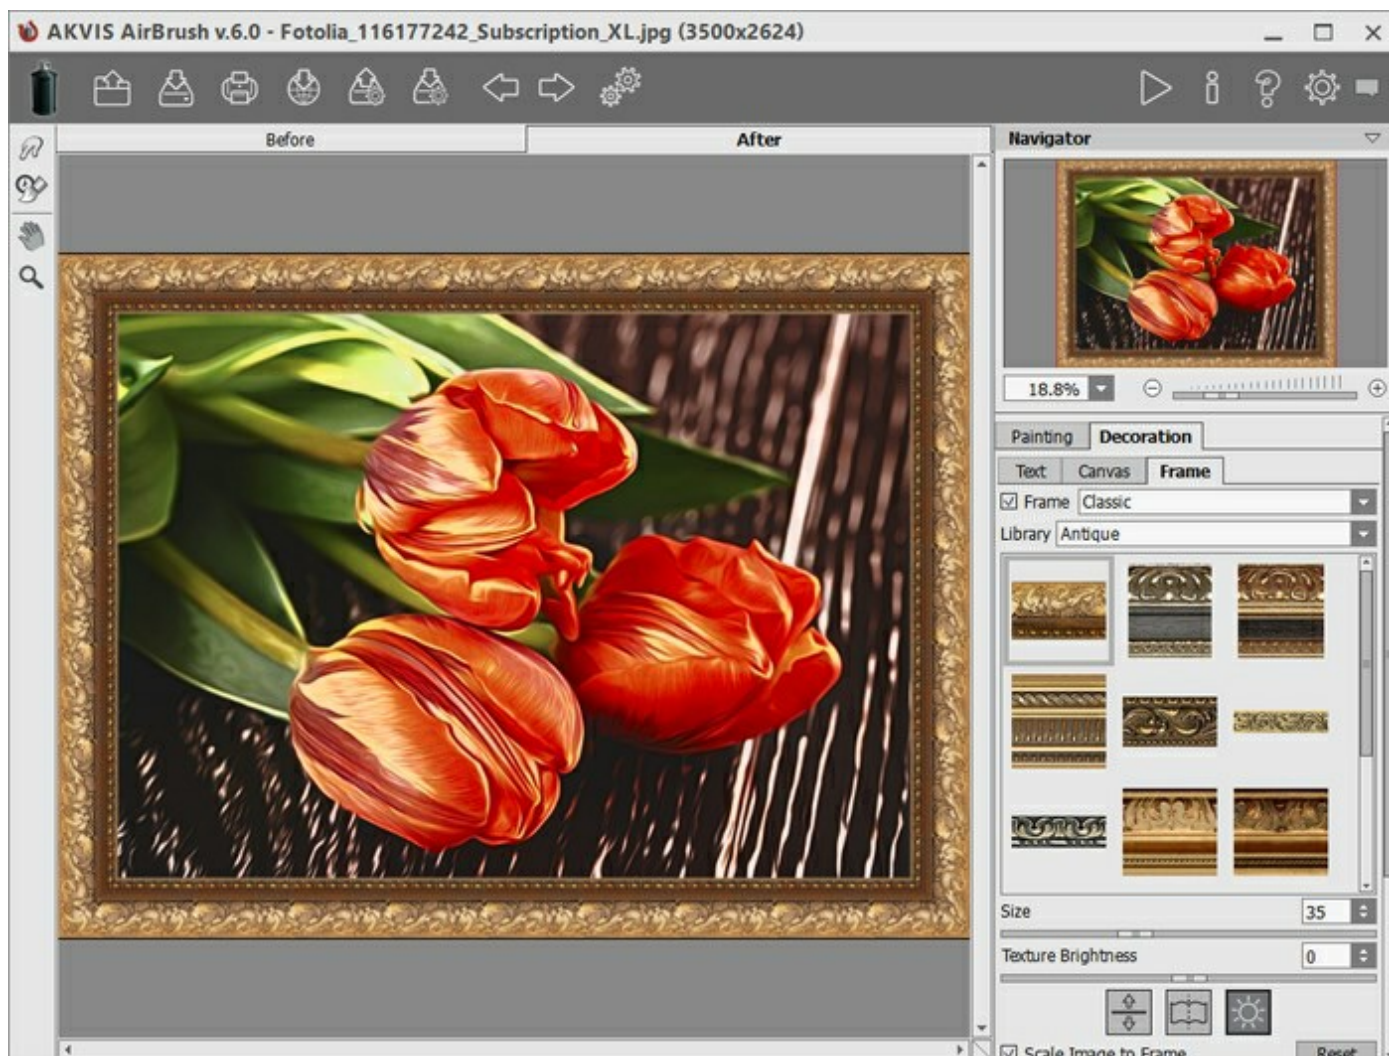 AKVIS AirBrush v.6.0 - Fotolia_116177242_Subscription_XL.jpg (3500x2624)
Before
After
Navigator
18.8%
Painting
Decoration
Text
Canvas
Frame
Frame
Classic
Library
Antique
Size
35
Texture Brightness
0
Scale Image to Frame
Reset